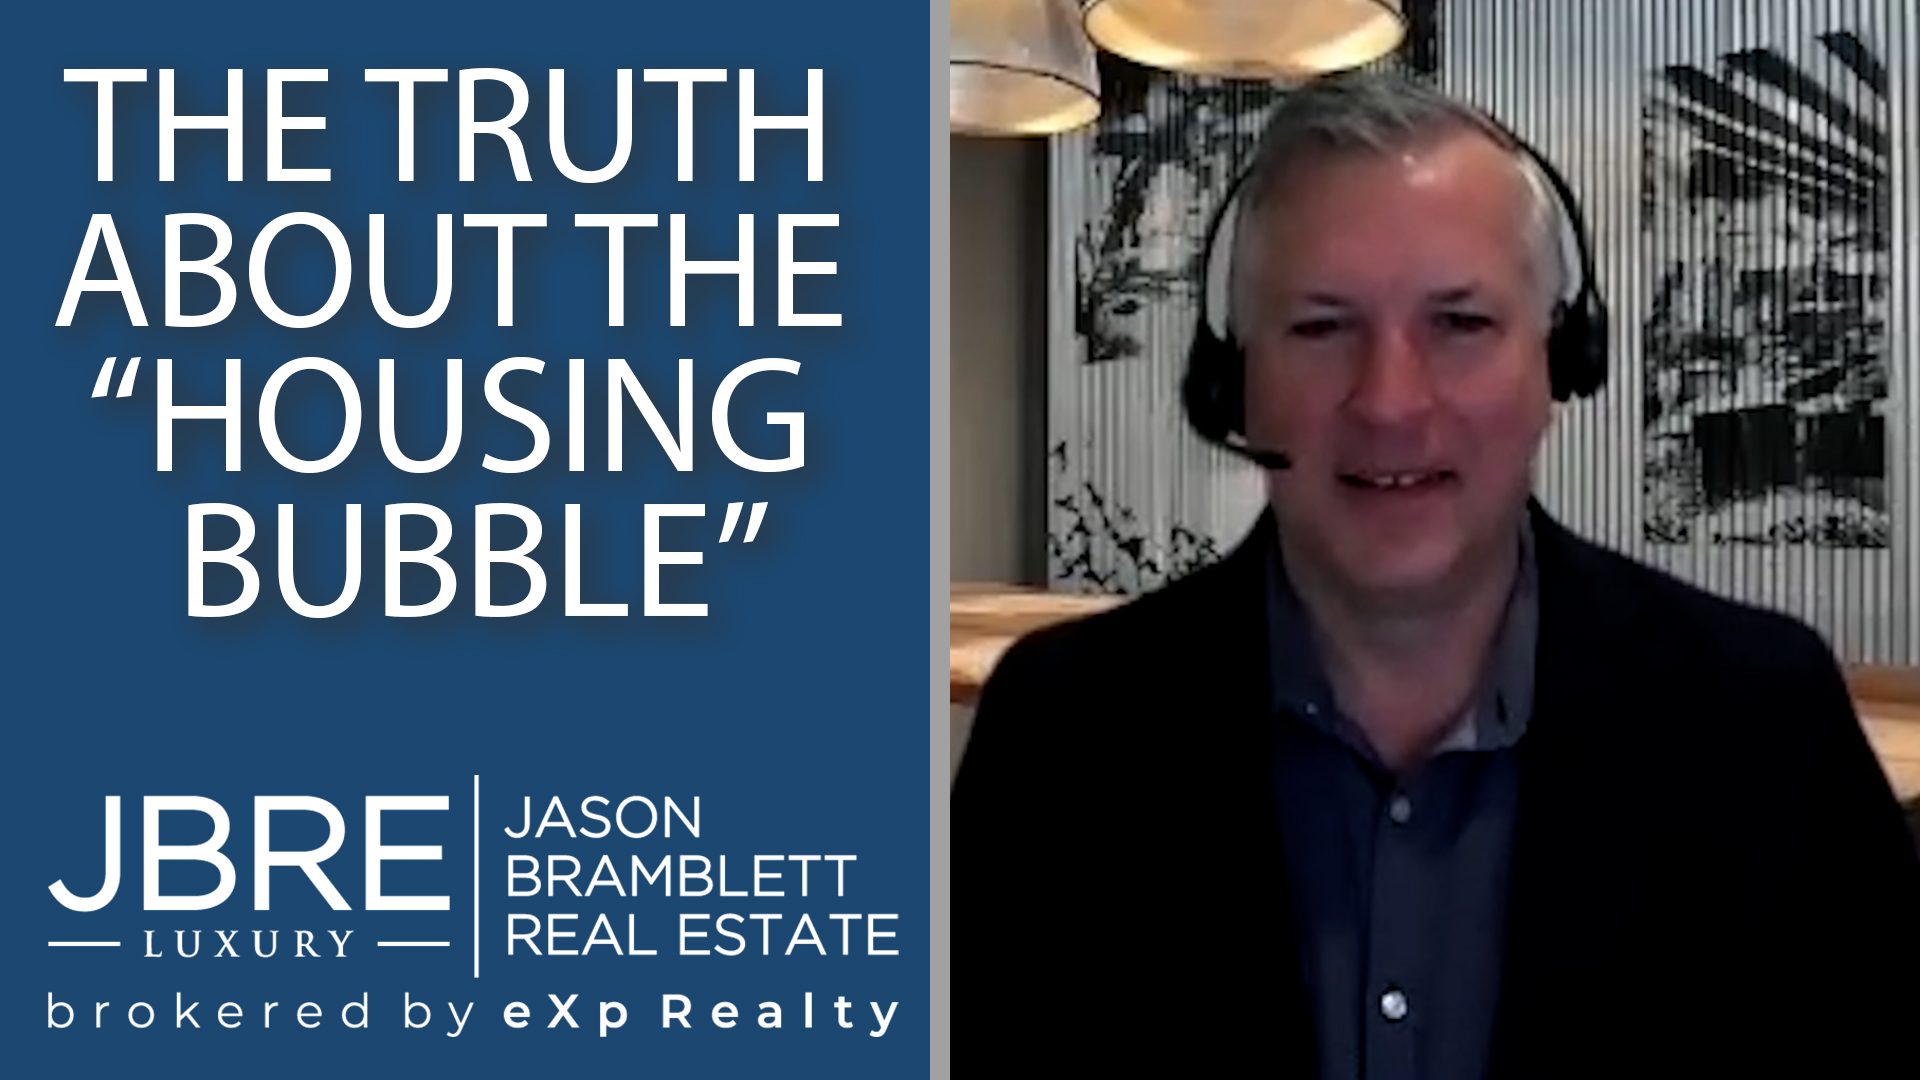 THE TRUTH
ABOUT THE
“HOUSING
BUBBLE”
JBRE
LUXURY
JASON
BRAMBLETT
REAL ESTATE
brokered by eXp Realty